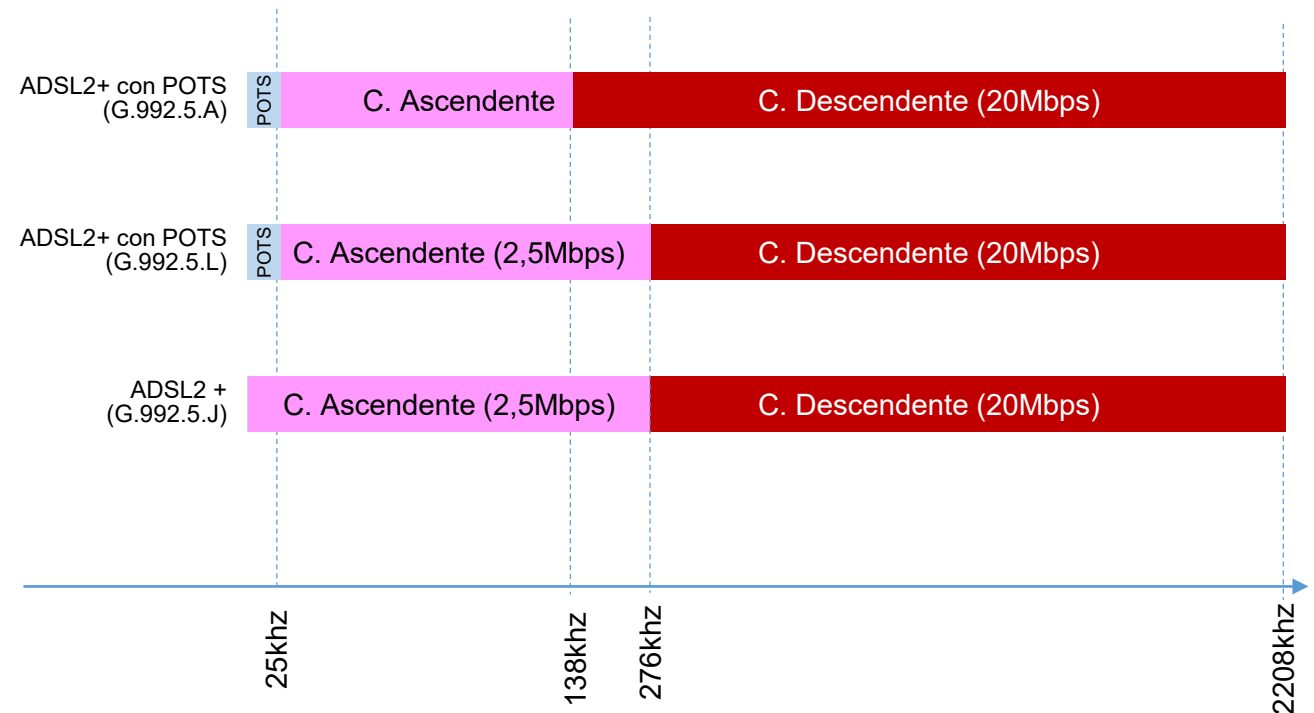 ADSL2+ con POTS
(G.992.5.A)
POTS
C. Ascendente
C. Descendente (20Mbps)
ADSL2+ con POTS
(G.992.5.L)
POTS
C. Ascendente (2,5Mbps)
C. Descendente (20Mbps)
ADSL2 +
(G.992.5.J)
C. Ascendente (2,5Mbps)
C. Descendente (20Mbps)
25khz
138khz
276khz
2208khz